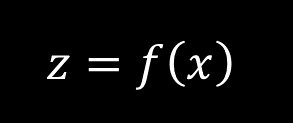 z = f(x)